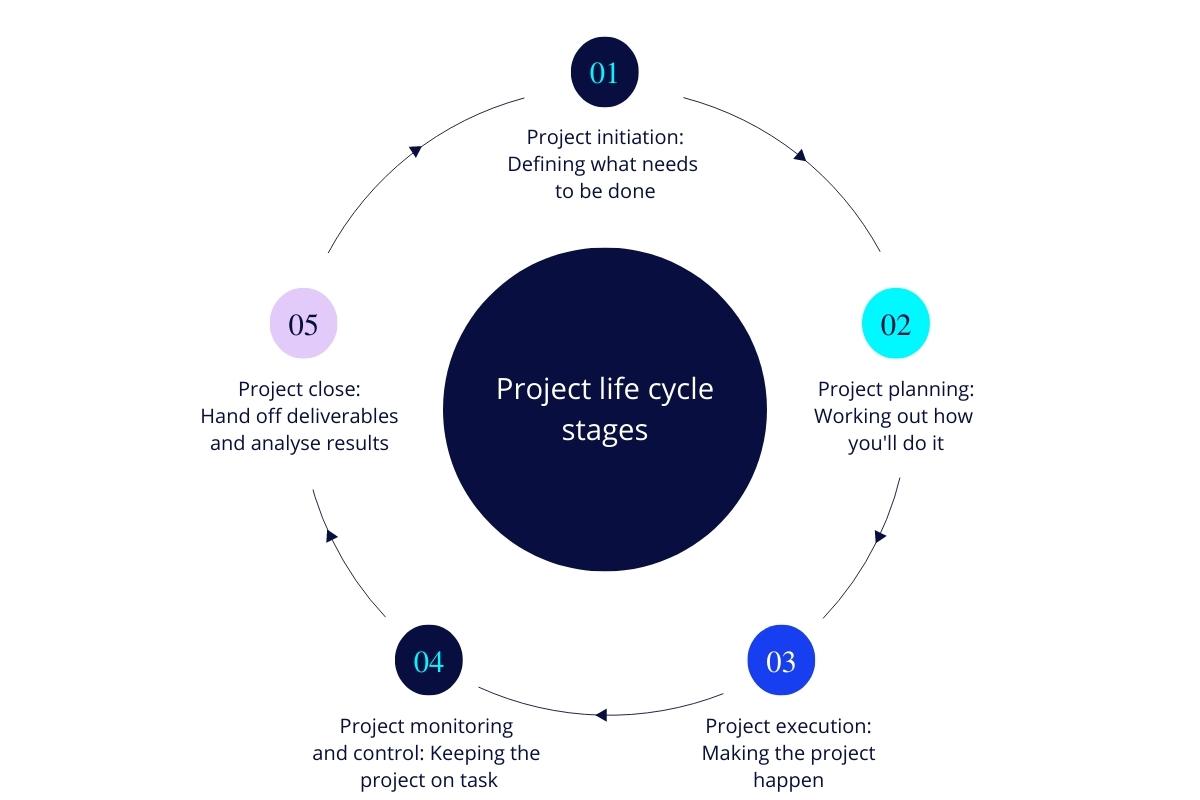 01
Project initiation:
Defining what needs
to be done
02
Project planning:
Working out how
you'll do it
03
Project execution:
Making the project
happen
04
Project monitoring
and control: Keeping the
project on task
05
Project close:
Hand off deliverables
and analyse results
Project life cycle
stages